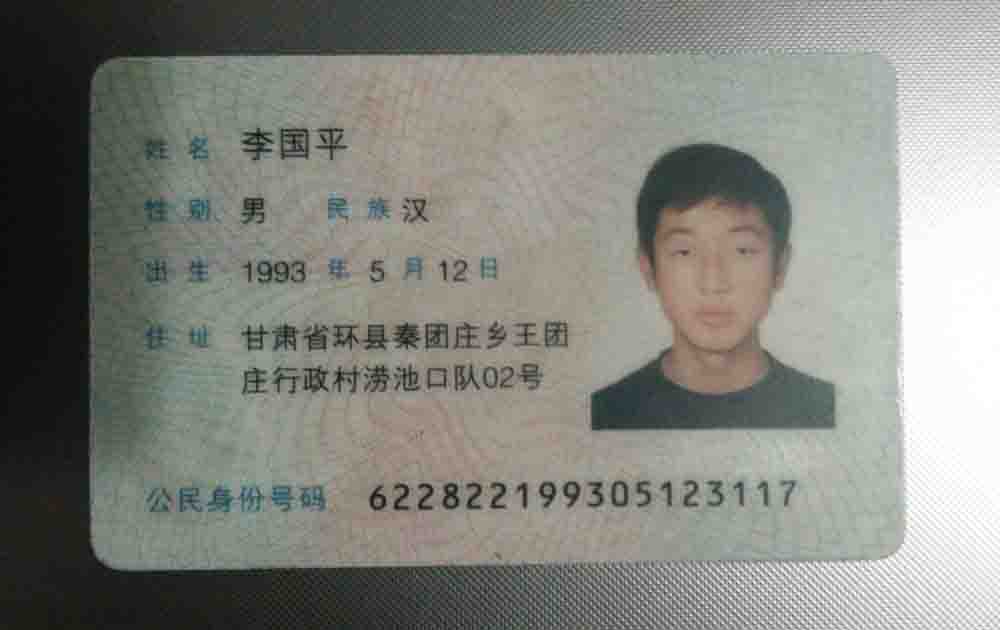 姓名 李国平
性别 男 民族 汉
出生 1993 年 5 月 12 日
住址 甘肃省环县秦团庄乡王团
庄行政村涝池口队02号
公民身份号码 622822199305123117